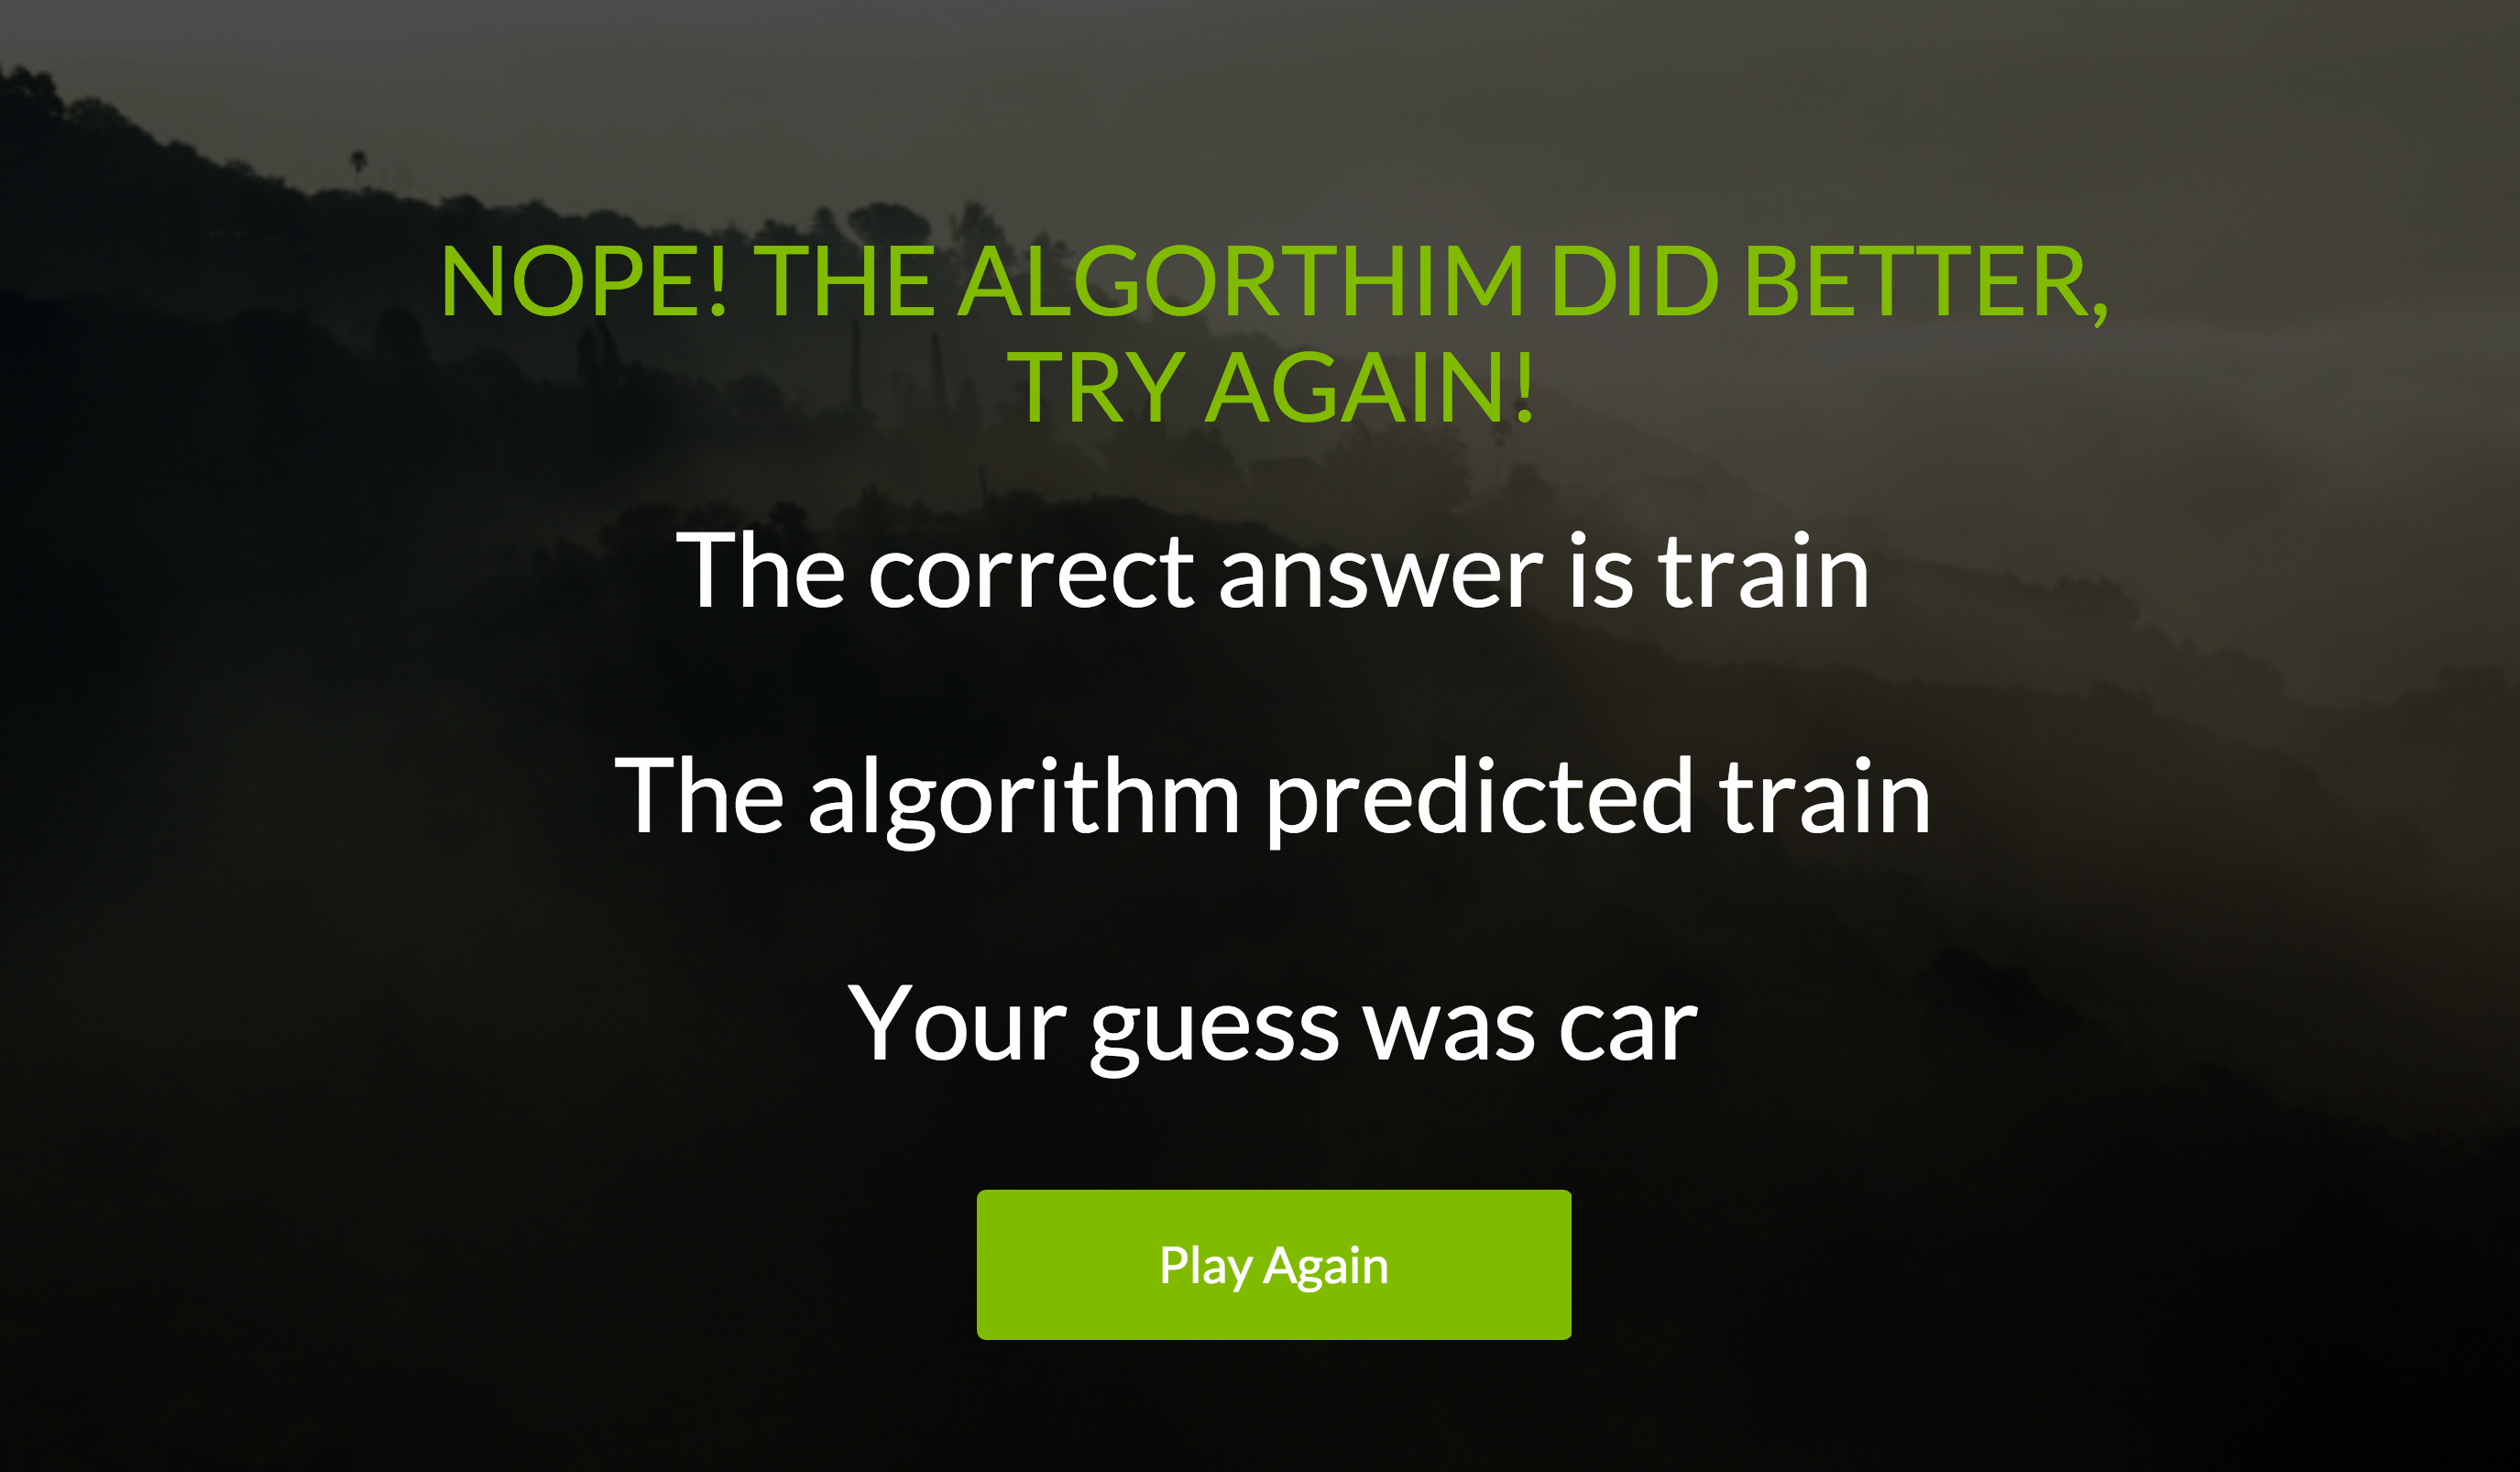 NOPE! THE ALGORTHIM DID BETTER,
TRY AGAIN!
The correct answer is train
The algorithm predicted train
Your guess was car
Play Again